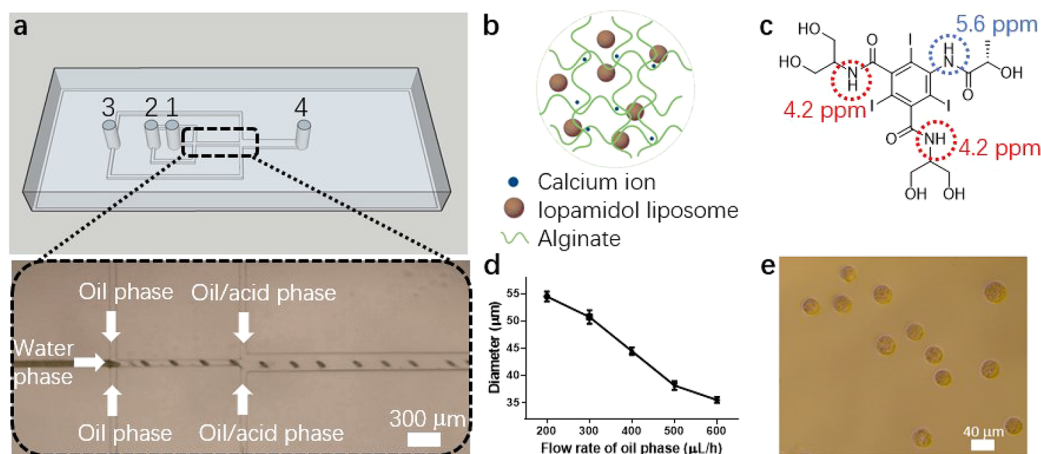 a
3 2 1 4
Oil phase
Oil/acid phase
Water
phase
Oil phase
Oil/acid phase
300 μm
b
Calcium ion
Iopamidol liposome
Alginate
c
5.6 ppm
HO
HO
O
I
H
N
O
OH
N
H
I
I
4.2 ppm
O
NH
4.2 ppm
OH
HO
d
Diameter (μm)
55
50
45
40
35
200 300 400 500 600
Flow rate of oil phase (μL/h)
e
40 μm